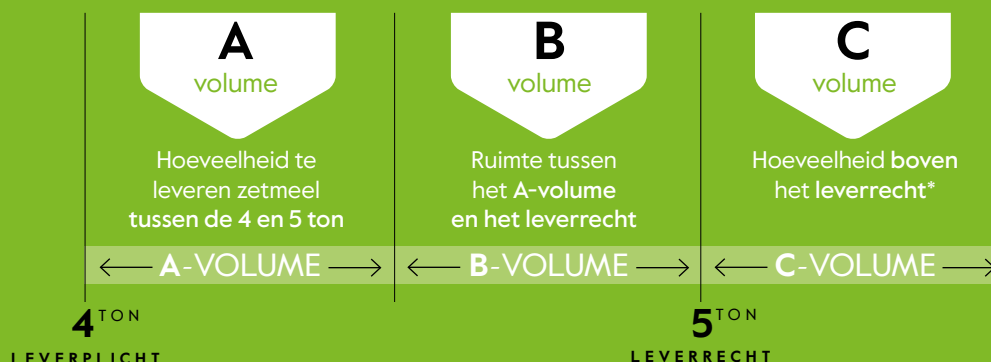 A
volume
Hoeveelheid te
leveren zetmeel
tussen de 4 en 5 ton
B
volume
Ruimte tussen
het A-volume
en het leverrecht
C
volume
Hoeveelheid boven
het leverrecht*
A-VOLUME
B-VOLUME
C-VOLUME
4 TON
LEVERPLICHT
5 TON
LEVERRECHT